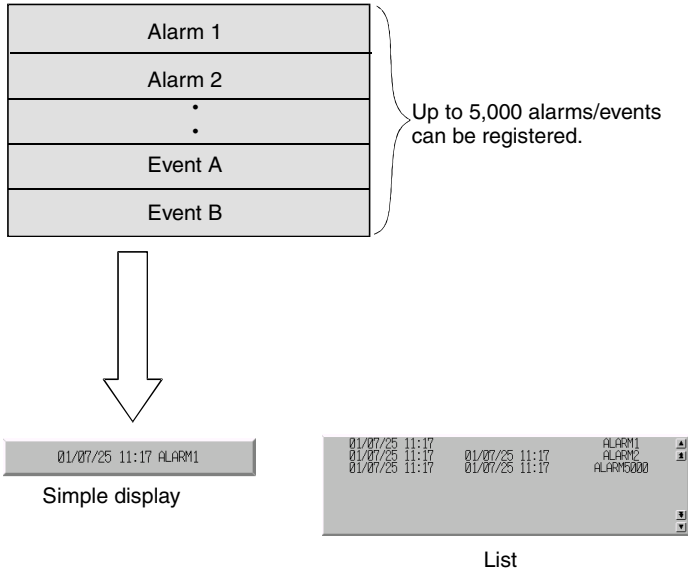 Alarm 1
Alarm 2
Up to 5,000 alarms/events
can be registered.
Event A
Event B
01/07/25 11:17 ALARM1
Simple display
01/07/25 11:17 ALARM1
01/07/25 11:17 01/07/25 11:17 ALARM2
01/07/25 11:17 01/07/25 11:17 ALARM5000
List